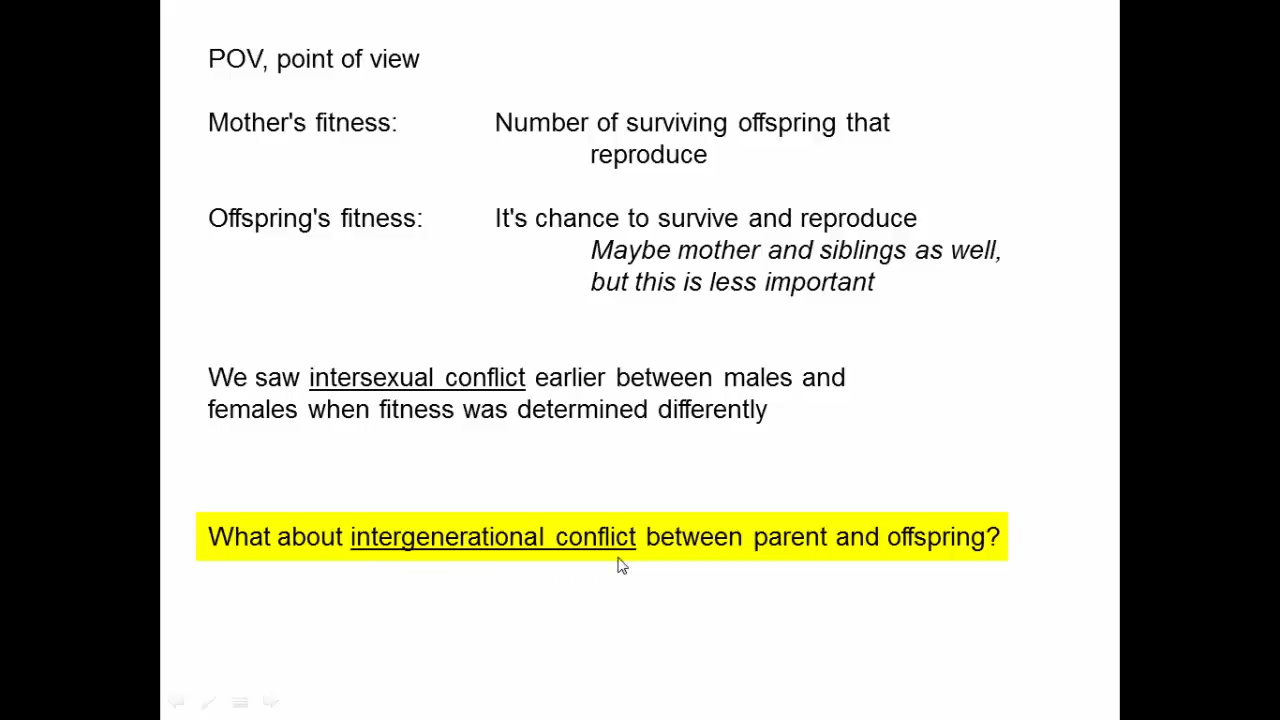 POV, point of view
Mother's fitness: Number of surviving offspring that
reproduce
Offspring's fitness: It's chance to survive and reproduce
Maybe mother and siblings as well,
but this is less important
We saw intersexual conflict earlier between males and
females when fitness was determined differently
What about intergenerational conflict between parent and offspring?